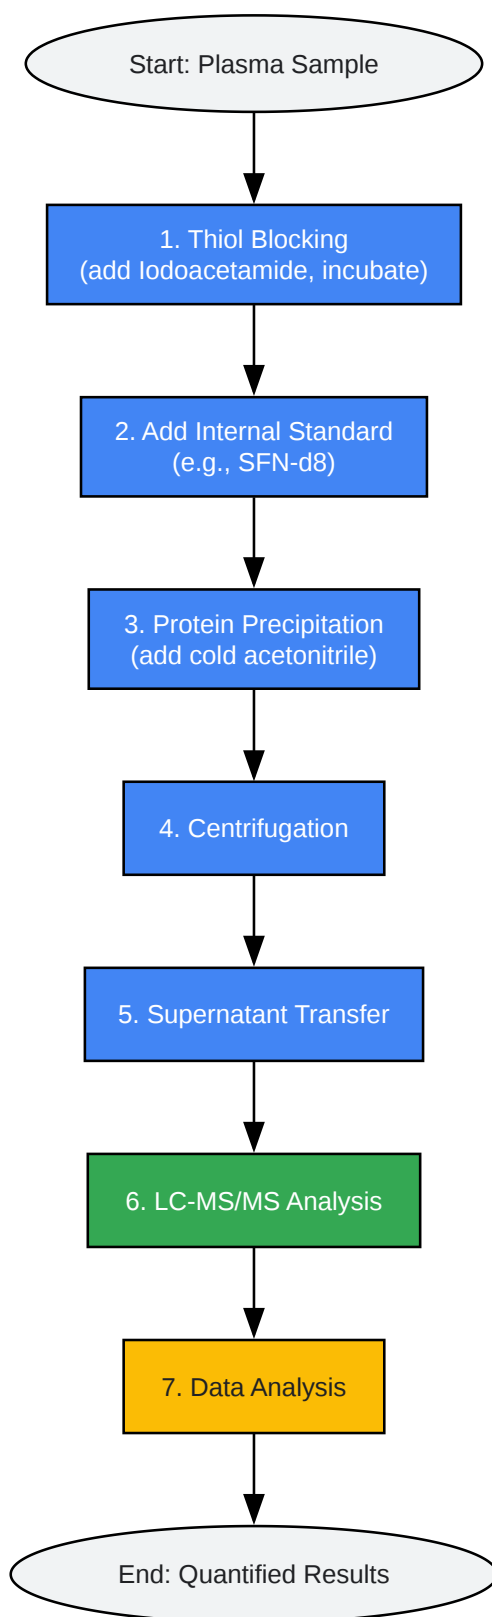 Start: Plasma Sample
1. Thiol Blocking
(add Iodoacetamide, incubate)
2. Add Internal Standard
(e.g., SFN-d8)
3. Protein Precipitation
(add cold acetonitrile)
4. Centrifugation
5. Supernatant Transfer
6. LC-MS/MS Analysis
7. Data Analysis
End: Quantified Results